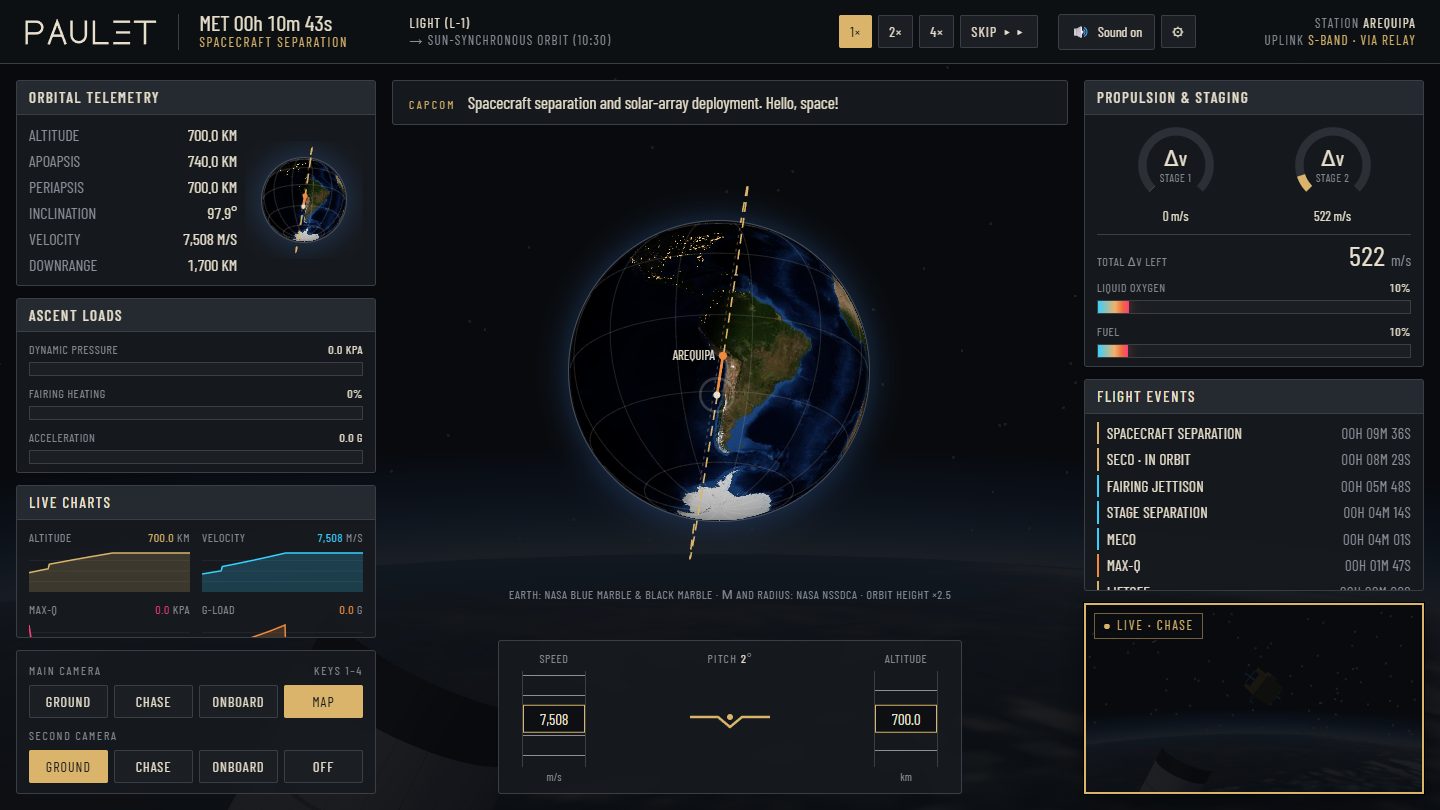 PAULET
MET 00h 10m 43s
SPACECRAFT SEPARATION
LIGHT (L-1)
→ SUN-SYNCHRONOUS ORBIT (10:30)
1×
2×
4×
SKIP ▸▸
Sound on
STATION AREQUIPA
UPLINK S-BAND · VIA RELAY
ORBITAL TELEMETRY
ALTITUDE 700.0 KM
APOAPSIS 740.0 KM
PERIAPSIS 700.0 KM
INCLINATION 97.9°
VELOCITY 7,508 M/S
DOWNRANGE 1,700 KM
ASCENT LOADS
DYNAMIC PRESSURE 0.0 KPA
FAIRING HEATING 0%
ACCELERATION 0.0 G
LIVE CHARTS
ALTITUDE 700.0 KM
VELOCITY 7,508 M/S
MAX-Q 0.0 KPA
G-LOAD 0.0 G
MAIN CAMERA KEYS 1–4
GROUND
CHASE
ONBOARD
MAP
SECOND CAMERA
GROUND
CHASE
ONBOARD
OFF
CAPCOM Spacecraft separation and solar-array deployment. Hello, space!
AREQUIPA
EARTH: NASA BLUE MARBLE & BLACK MARBLE · M AND RADIUS: NASA NSSDCA · ORBIT HEIGHT ×2.5
SPEED
7,508
m/s
PITCH 2°
ALTITUDE
700.0
km
PROPULSION & STAGING
Δv
STAGE 1
0 m/s
Δv
STAGE 2
522 m/s
TOTAL ΔV LEFT 522 m/s
LIQUID OXYGEN 10%
FUEL 10%
FLIGHT EVENTS
SPACECRAFT SEPARATION 00H 09M 36S
SECO · IN ORBIT 00H 08M 29S
FAIRING JETTISON 00H 05M 48S
STAGE SEPARATION 00H 04M 14S
MECO 00H 04M 01S
MAX-Q 00H 01M 47S
LIVE · CHASE